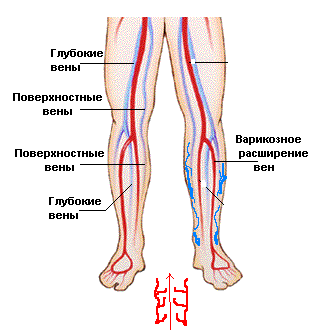 Глубокие
вены
Поверхностные
вены
Поверхностные
вены
Глубокие
вены
Варикозное
расширение
вен